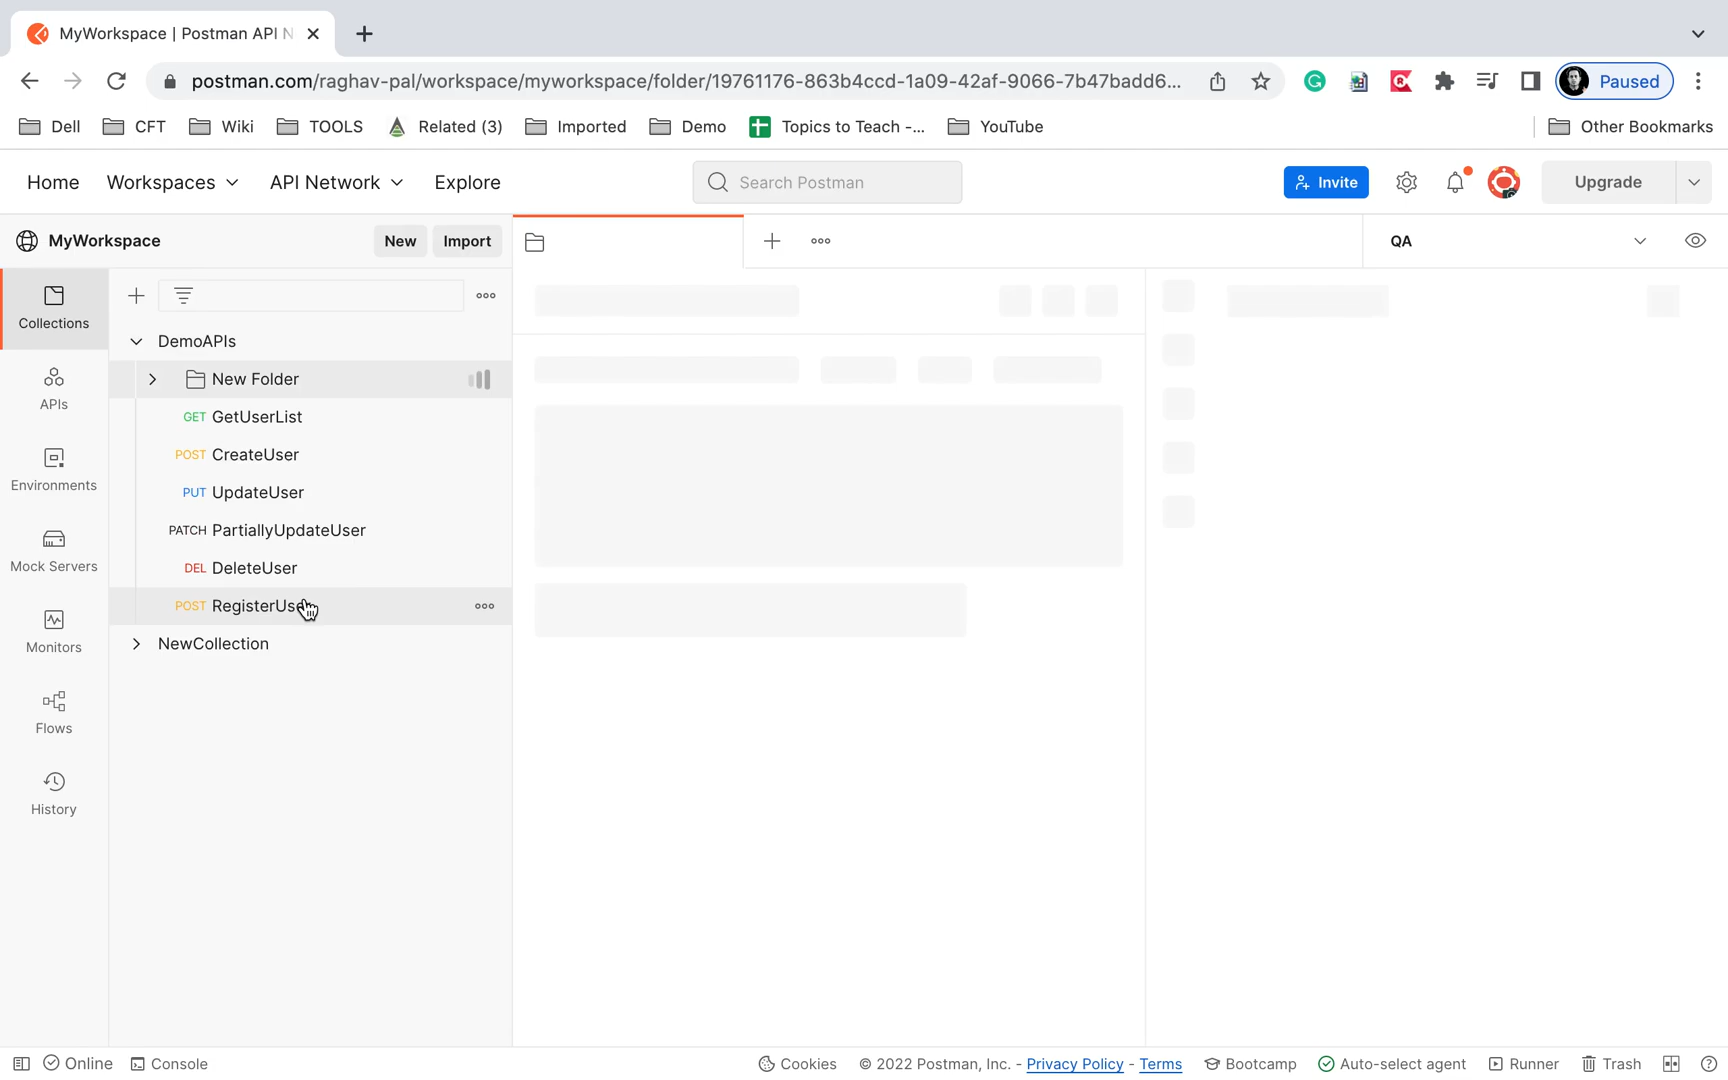 MyWorkspace | Postman API N
postman.com/raghav-pal/workspace/myworkspace/folder/19761176-863b4ccd-1a09-42af-9066-7b47badd6...
Paused
Dell CFT Wiki TOOLS Related (3) Imported Demo Topics to Teach -... YouTube Other Bookmarks
Home Workspaces API Network Explore Search Postman Invite Upgrade
MyWorkspace New Import QA
Collections
APIs
Environments
Mock Servers
Monitors
Flows
History
DemoAPIs
New Folder
GET GetUserList
POST CreateUser
PUT UpdateUser
PATCH PartiallyUpdateUser
DEL DeleteUser
POST RegisterUser
NewCollection
Online Console Cookies © 2022 Postman, Inc. - Privacy Policy - Terms Bootcamp Auto-select agent Runner Trash